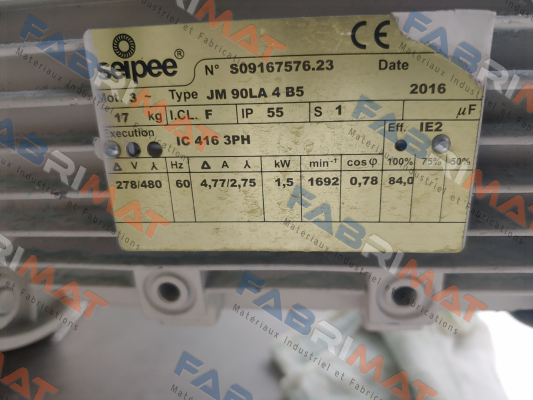 seipee®
CE
N° S09167576.23 Date
Mot. 3 Type JM 90LA 4 B5 2016
17 kg I.CL. F IP 55 S 1 µF
Execution IC 416 3PH Eff. IE2
Δ V ⅄ Hz Δ A ⅄ kW min⁻¹ cosφ 100% 75% 50%
278/480 60 4,77/2,75 1,5 1692 0,78 84,0
FABRIMAT
Materiaux Industriel et Fabrications